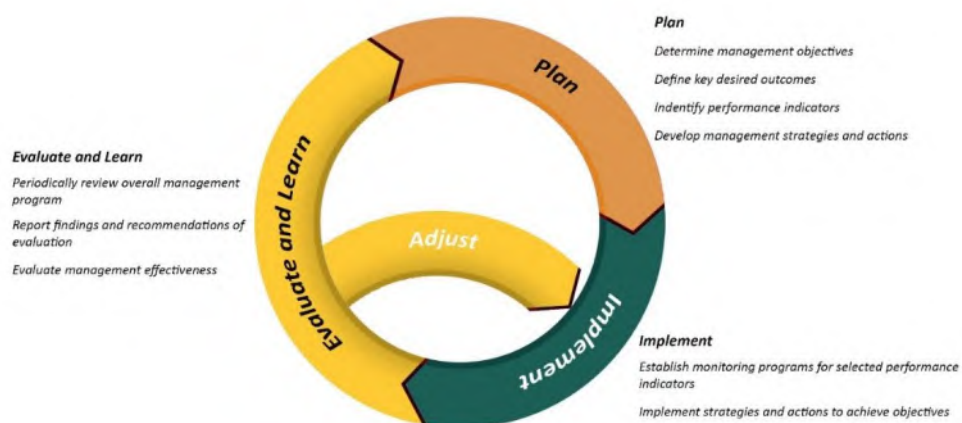 Plan
Determine management objectives
Define key desired outcomes
Indentify performance indicators
Develop management strategies and actions
Plan
Evaluate and Learn
Periodically review overall management
program
Report findings and recommendations of
evaluation
Evaluate management effectiveness
Evaluate and Learn
Adjust
Implement
Implement
Establish monitoring programs for selected performance
indicators
Implement strategies and actions to achieve objectives